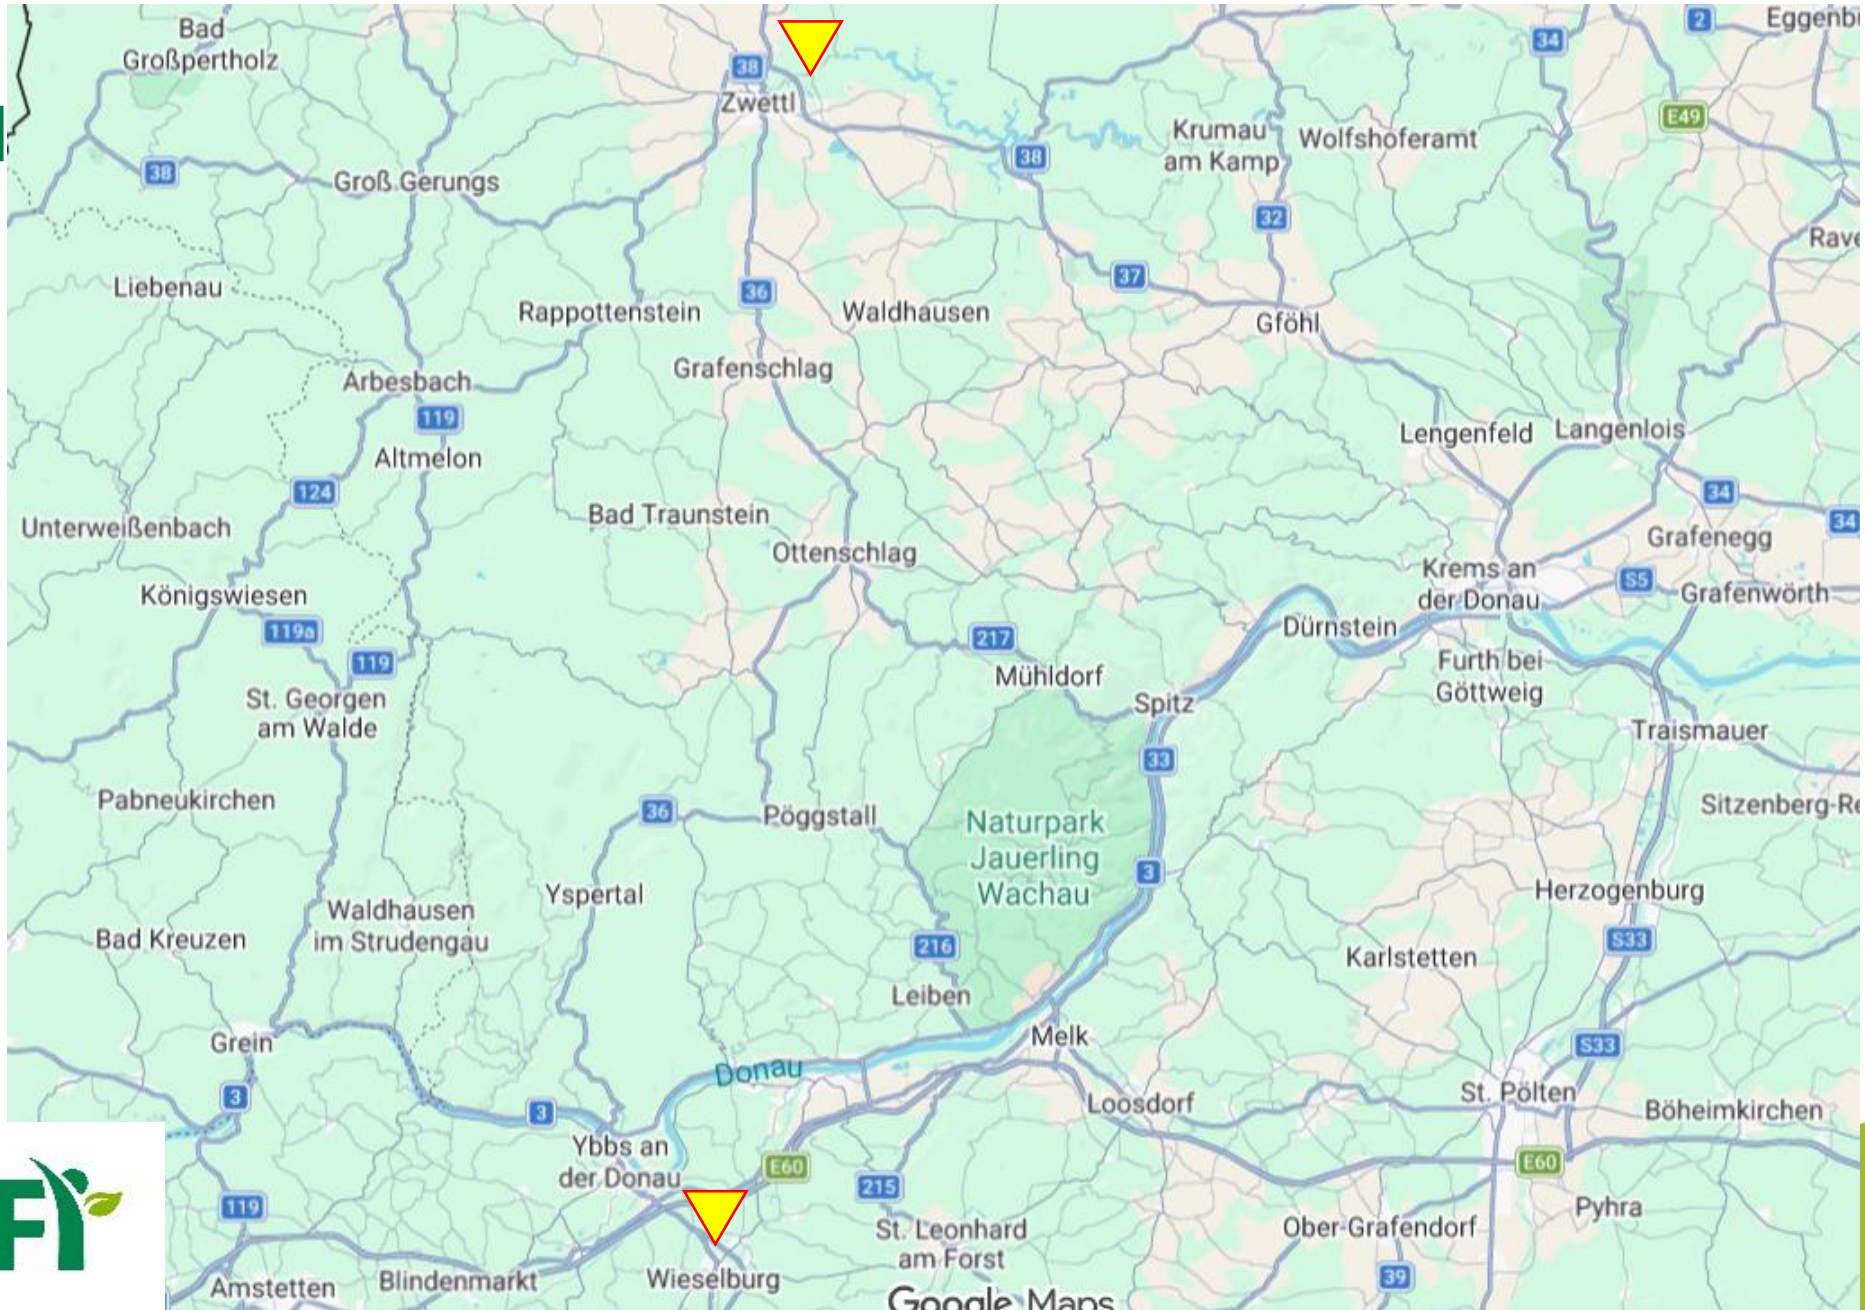 Bad
Großpertholz
38
Zwettl
34
2
E49
Krumau
am Kamp
Wolfshoferamt
38
38
Groß Gerungs
32
Liebenau
36
Rappottenstein
Waldhausen
37
Gföhl
Grafenschlag
Arbesbach
119
Altmelon
Lengenfeld
Langenlois
124
34
34
Unterweißenbach
Bad Traunstein
Ottenschlag
Grafenegg
Krems an
der Donau
S5
Grafenwörth
Königswiesen
119a
119
217
Dürnstein
Mühldorf
Furth bei
Göttweig
St. Georgen
am Walde
Spitz
Traismauer
33
Pabneukirchen
36
Pöggstall
Naturpark
Jauerling
Wachau
3
Yspertal
Herzogenburg
Waldhausen
im Strudengau
Bad Kreuzen
216
S33
Karlstetten
Leiben
Grein
Melk
S33
Donau
3
3
Loosdorf
St. Pölten
Böheimkirchen
Ybbs an
der Donau
E60
E60
215
119
St. Leonhard
am Forst
Ober-Grafendorf
Pyhra
Amstetten
Blindenmarkt
Wieselburg
39
Google Maps